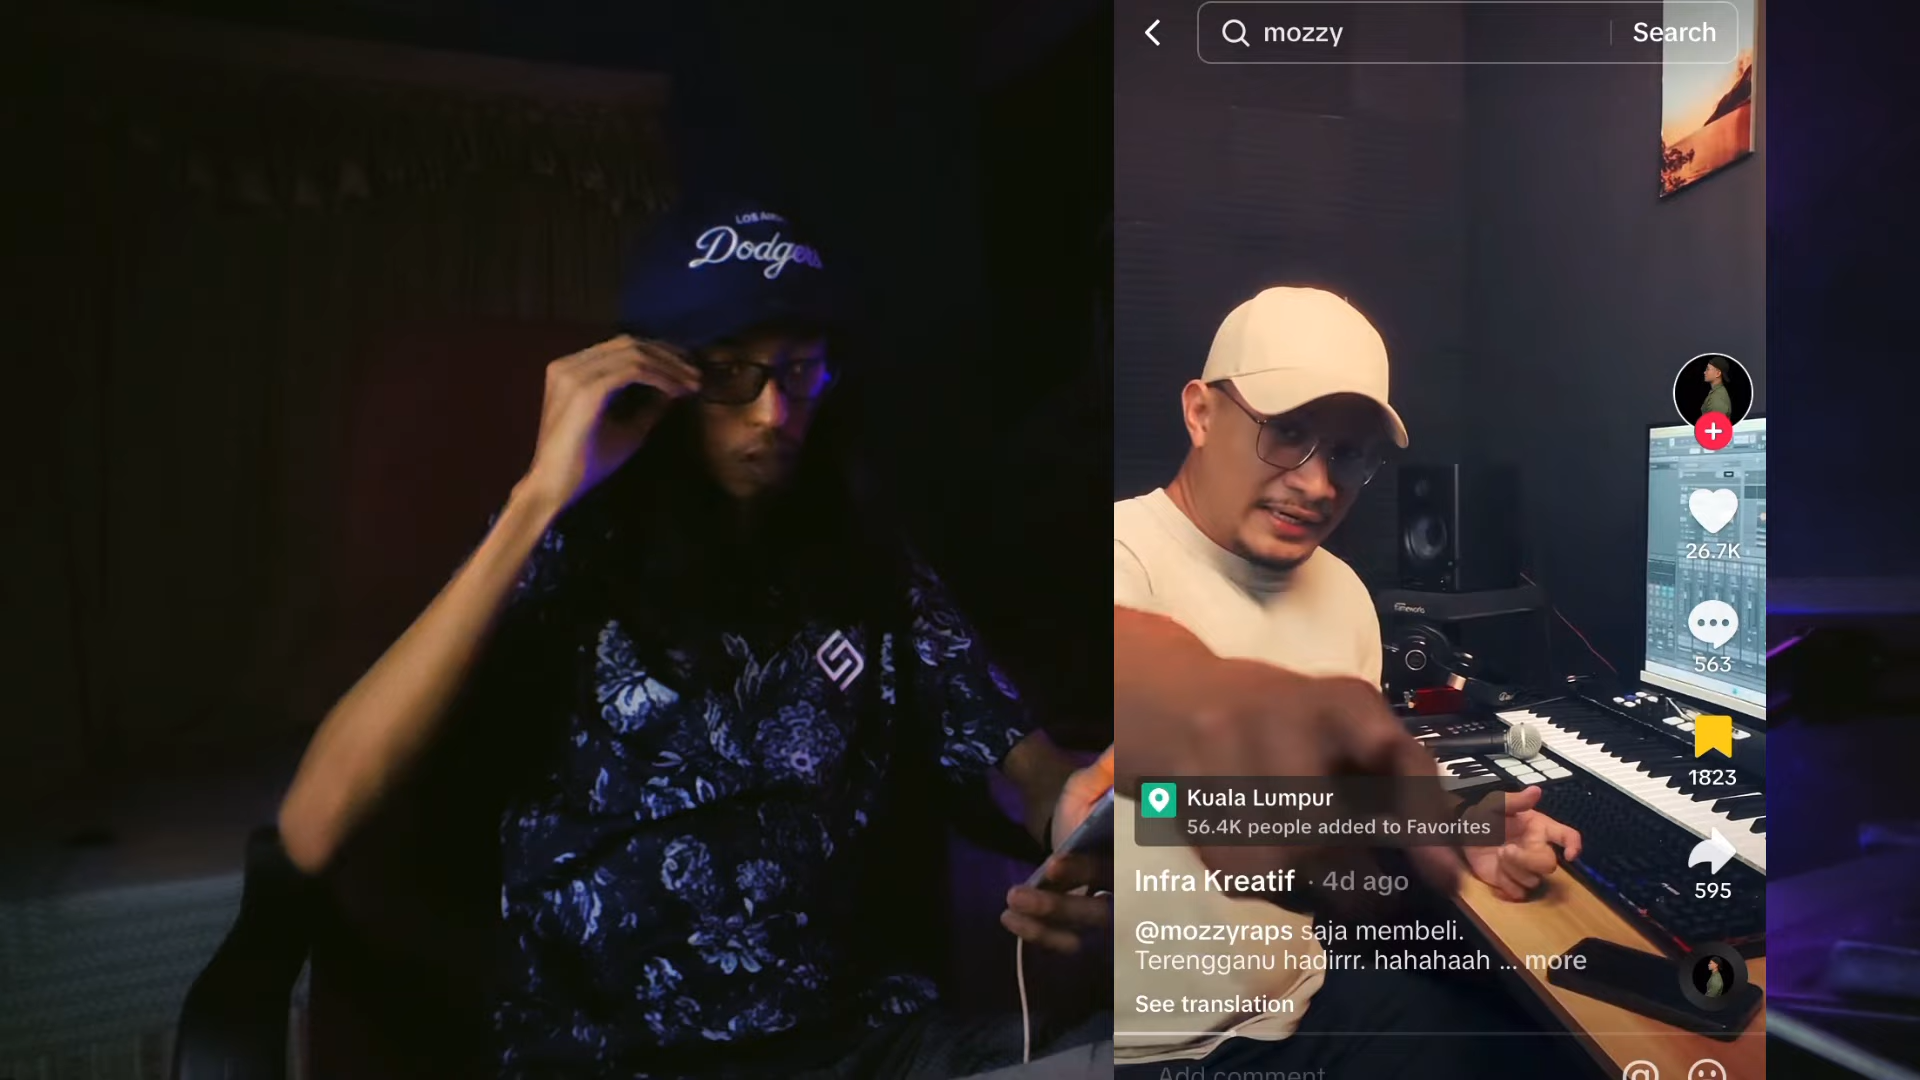 LOS
Dodgers
mozzy
Search
26.7K
563
Kuala Lumpur
56.4K people added to Favorites
1823
Infra Kreatif · 4d ago
595
@mozzyraps saja membeli.
Terengganu hadirrr. hahahaah ... more
See translation
Add comment